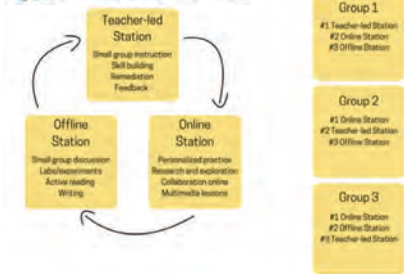 Teacher-led
Station
Small group instruction
Skill building
Remediation
Feedback
Offline
Station
Small group discussion
Labs/experiments
Active reading
Writing
Online
Station
Personalized practice
Research and exploration
Collaboration online
Multimedia lessons
Group 1
#1 Teacher-led Station
#2 Online Station
#3 Offline Station
Group 2
#1 Online Station
#2 Teacher-led Station
#3 Offline Station
Group 3
#1 Online Station
#2 Offline Station
Teacher-led Station